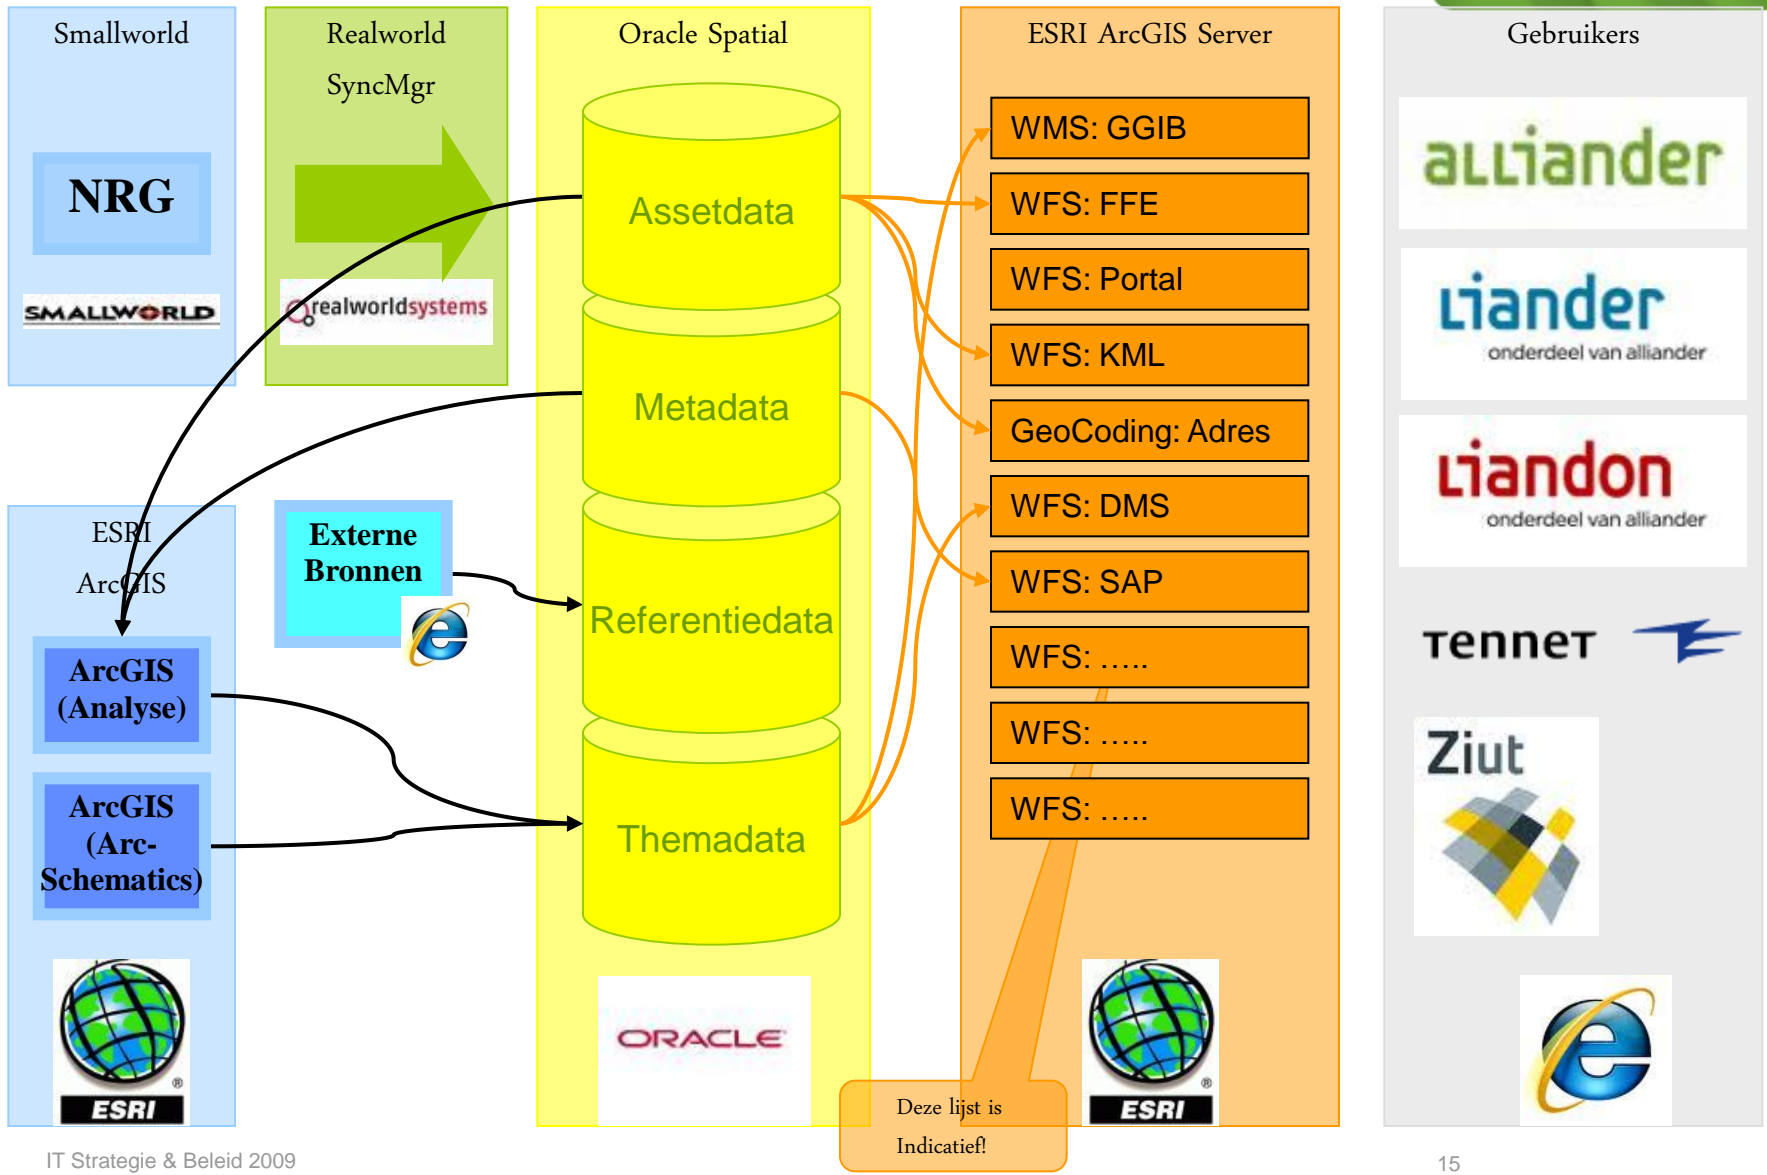 Smallworld
NRG
SMALLWORLD
Realworld
SyncMgr
realworldsystems
Oracle Spatial
Assetdata
Metadata
Referentiedata
Themadata
ORACLE
ESRI ArcGIS Server
WMS: GGIB
WFS: FFE
WFS: Portal
WFS: KML
GeoCoding: Adres
WFS: DMS
WFS: SAP
WFS: …..
WFS: …..
WFS: …..
ESRI
Deze lijst is
Indicatief!
Gebruikers
alliander
Liander
onderdeel van alliander
Liandon
onderdeel van alliander
TenneT
Ziut
ESRI
ArcGIS
ArcGIS
(Analyse)
ArcGIS
(Arc-
Schematics)
ESRI
Externe
Bronnen
IT Strategie & Beleid 2009
15